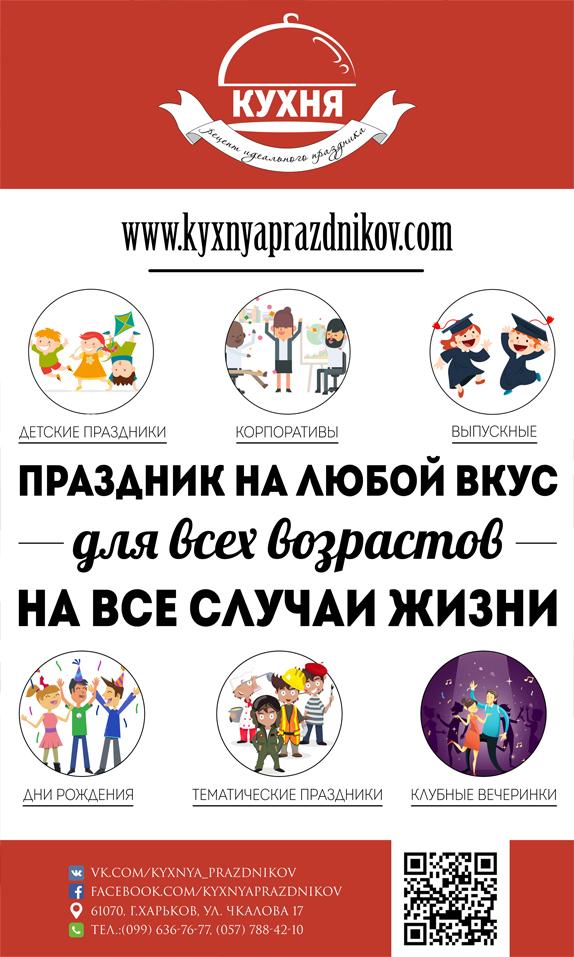 КУХНЯ
рецепт идеального праздника
www.kyxnyaprazdnikov.com
ДЕТСКИЕ ПРАЗДНИКИ
КОРПОРАТИВЫ
ВЫПУСКНЫЕ
ПРАЗДНИК НА ЛЮБОЙ ВКУС
для всех возрастов
НА ВСЕ СЛУЧАИ ЖИЗНИ
ДНИ РОЖДЕНИЯ
ТЕМАТИЧЕСКИЕ ПРАЗДНИКИ
КЛУБНЫЕ ВЕЧЕРИНКИ
VK.COM/KYXNYA_PRAZDNIKOV
FACEBOOK.COM/KYXNYAPRAZDNIKOV
61070, Г.ХАРЬКОВ, УЛ. ЧКАЛОВА 17
ТЕЛ.:(099) 636-76-77, (057) 788-42-10